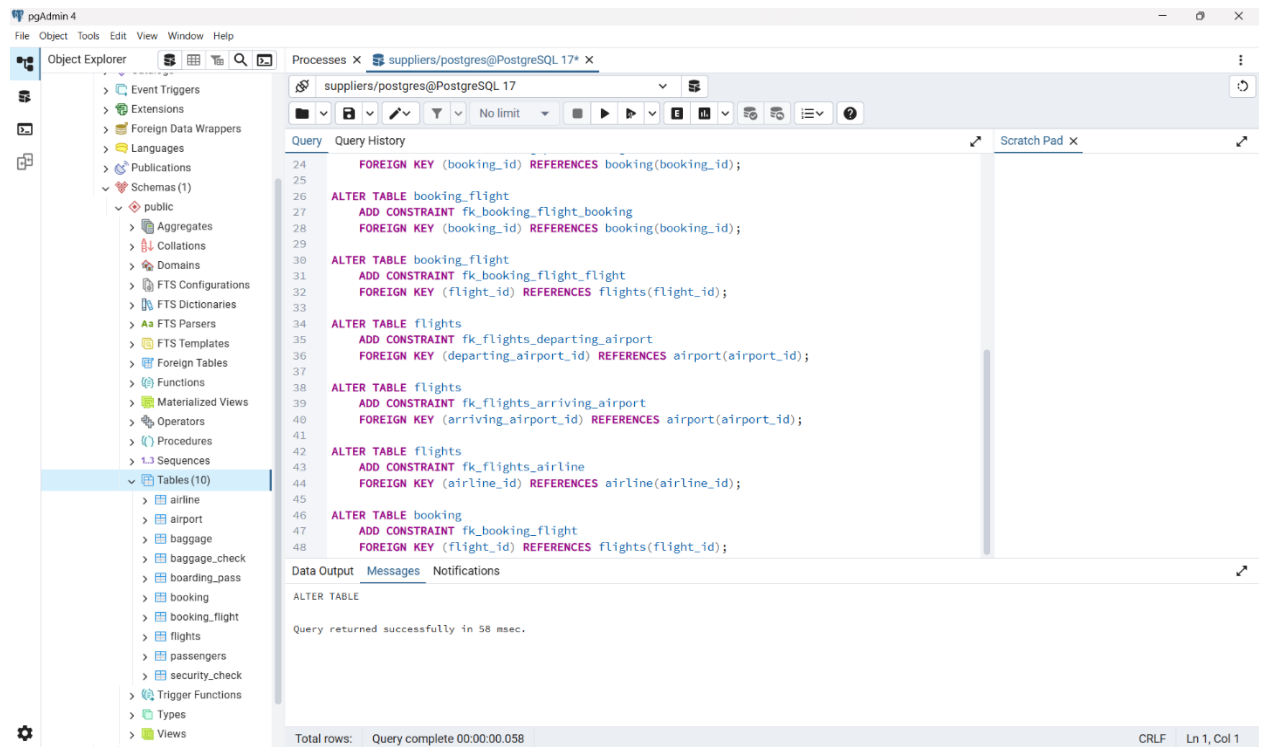 pgAdmin 4
File Object Tools Edit View Window Help
Object Explorer
Event Triggers
Extensions
Foreign Data Wrappers
Languages
Publications
Schemas (1)
public
Aggregates
Collations
Domains
FTS Configurations
FTS Dictionaries
Aa FTS Parsers
FTS Templates
Foreign Tables
Functions
Materialized Views
Operators
Procedures
1..3 Sequences
Tables (10)
airline
airport
baggage
baggage_check
boarding_pass
booking
booking_flight
flights
passengers
security_check
Trigger Functions
Types
Views
Processes X suppliers/postgres@PostgreSQL 17* X
suppliers/postgres@PostgreSQL 17
No limit
E
Query Query History
Scratch Pad X
24 FOREIGN KEY (booking_id) REFERENCES booking(booking_id);
25
26 ALTER TABLE booking_flight
27 ADD CONSTRAINT fk_booking_flight_booking
28 FOREIGN KEY (booking_id) REFERENCES booking(booking_id);
29
30 ALTER TABLE booking_flight
31 ADD CONSTRAINT fk_booking_flight_flight
32 FOREIGN KEY (flight_id) REFERENCES flights(flight_id);
33
34 ALTER TABLE flights
35 ADD CONSTRAINT fk_flights_departing_airport
36 FOREIGN KEY (departing_airport_id) REFERENCES airport(airport_id);
37
38 ALTER TABLE flights
39 ADD CONSTRAINT fk_flights_arriving_airport
40 FOREIGN KEY (arriving_airport_id) REFERENCES airport(airport_id);
41
42 ALTER TABLE flights
43 ADD CONSTRAINT fk_flights_airline
44 FOREIGN KEY (airline_id) REFERENCES airline(airline_id);
45
46 ALTER TABLE booking
47 ADD CONSTRAINT fk_booking_flight
48 FOREIGN KEY (flight_id) REFERENCES flights(flight_id);
Data Output Messages Notifications
ALTER TABLE
Query returned successfully in 58 msec.
Total rows: Query complete 00:00:00.058
CRLF Ln 1, Col 1